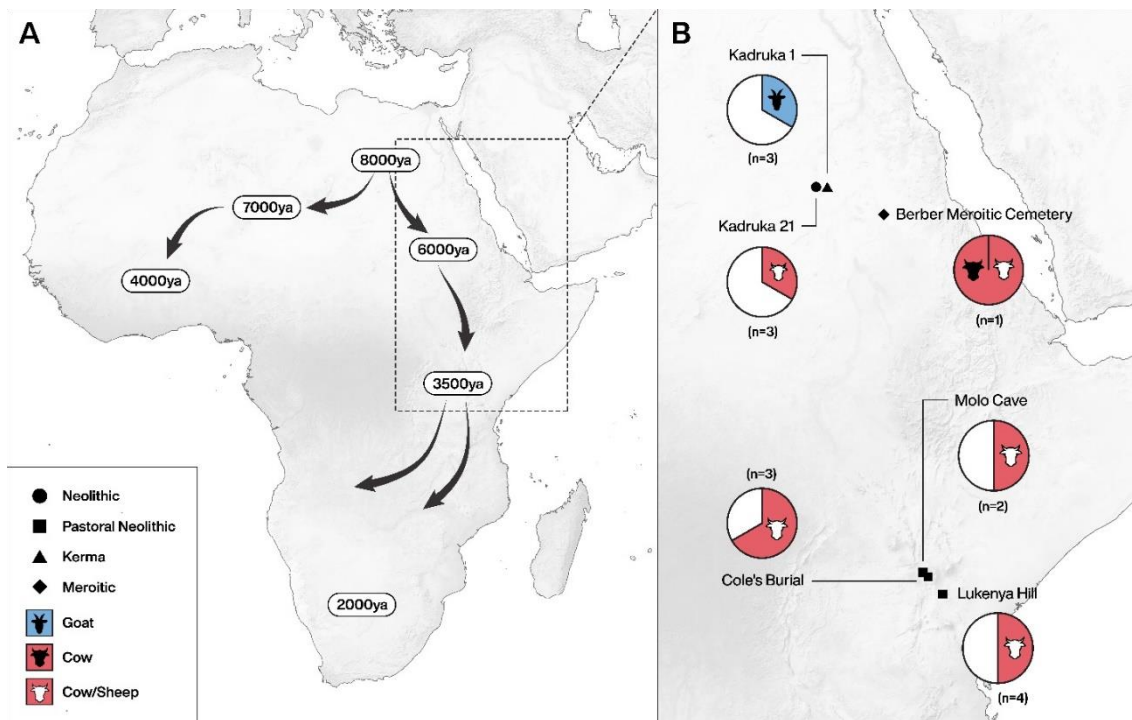 A
8000ya
7000ya
6000ya
4000ya
3500ya
2000ya
Neolithic
Pastoral Neolithic
Kerma
Meroitic
Goat
Cow
Cow/Sheep
B
Kadruka 1
(n=3)
Kadruka 21
(n=3)
Berber Meroitic Cemetery
(n=1)
Molo Cave
(n=2)
(n=3)
Cole's Burial
Lukenya Hill
(n=4)